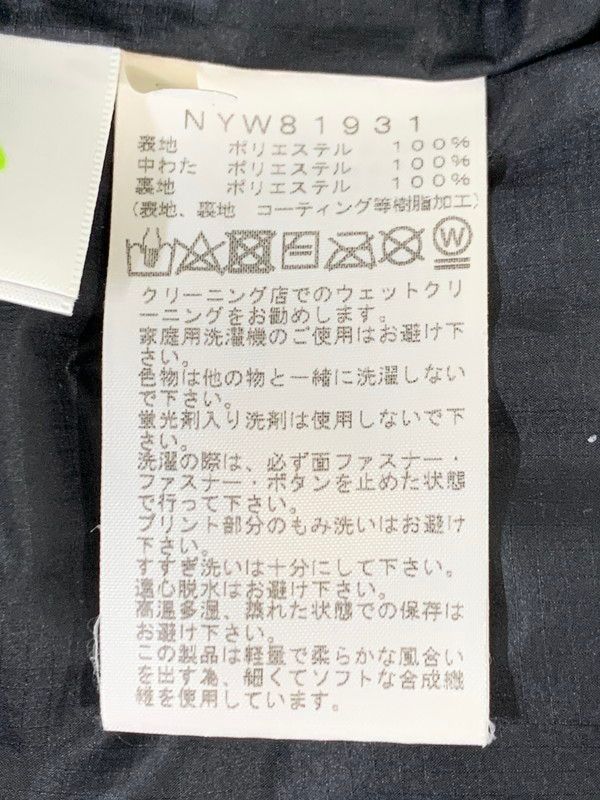 NYW81931
表地 ポリエステル 100%
中わた ポリエステル 100%
裏地 ポリエステル 100%
(表地、裏地 コーティング等樹脂加工)
W
クリーニング店でのウェットクリ
ーニングをお勧めします。
家庭用洗濯機のご使用はお避け下
さい。
色物は他の物と一緒に洗濯しない
で下さい。
蛍光剤入り洗剤は使用しないで下
さい。
洗濯の際は、必ず面ファスナー・
ファスナー・ボタンを止めた状態
で行って下さい。
プリント部分のもみ洗いはお避け
下さい。
すすぎ洗いは十分にして下さい。
遠心脱水はお避け下さい。
高温多湿、蒸れた状態での保存は
お避け下さい。
この製品は軽量で柔らかな風合い
を出す為、細くてソフトな合成繊
維を使用しています。